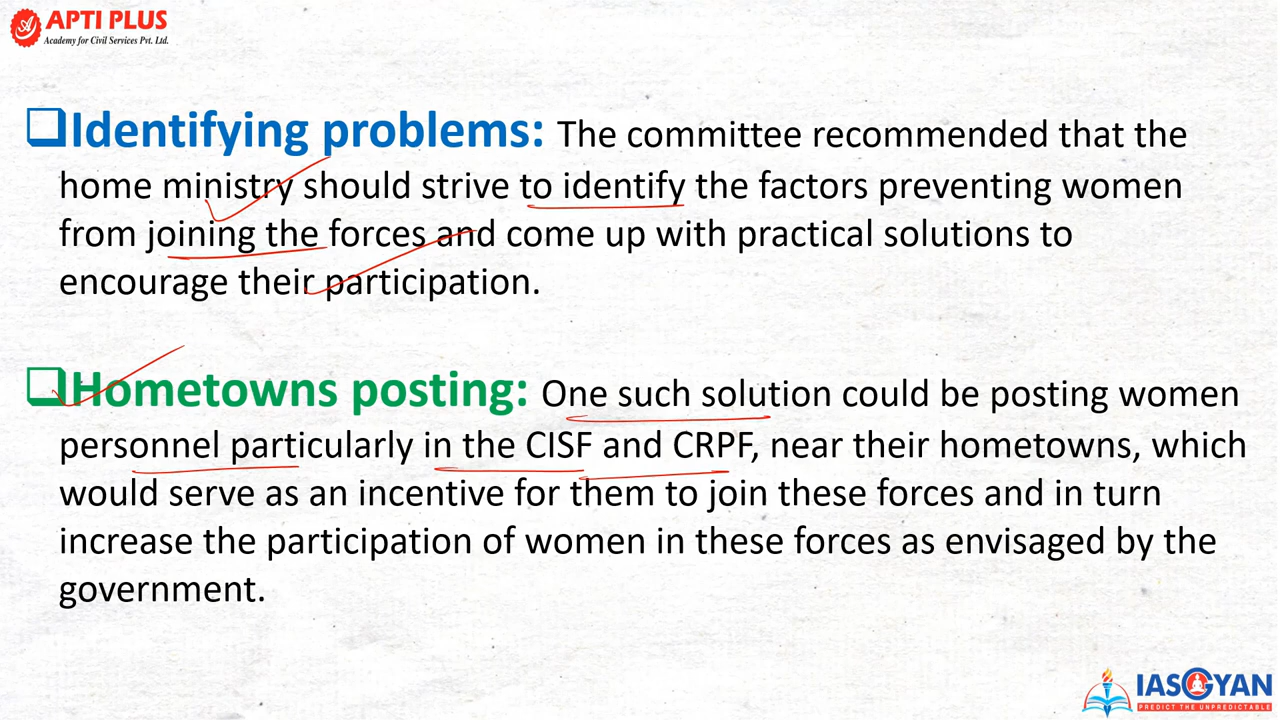 APTI PLUS
Academy for Civil Services Pvt. Ltd.
Identifying problems: The committee recommended that the
home ministry should strive to identify the factors preventing women
from joining the forces and come up with practical solutions to
encourage their participation.
Hometowns posting: One such solution could be posting women
personnel particularly in the CISF and CRPF, near their hometowns, which
would serve as an incentive for them to join these forces and in turn
increase the participation of women in these forces as envisaged by the
government.
IASGYAN
PREDICT THE UNPREDICTABLE